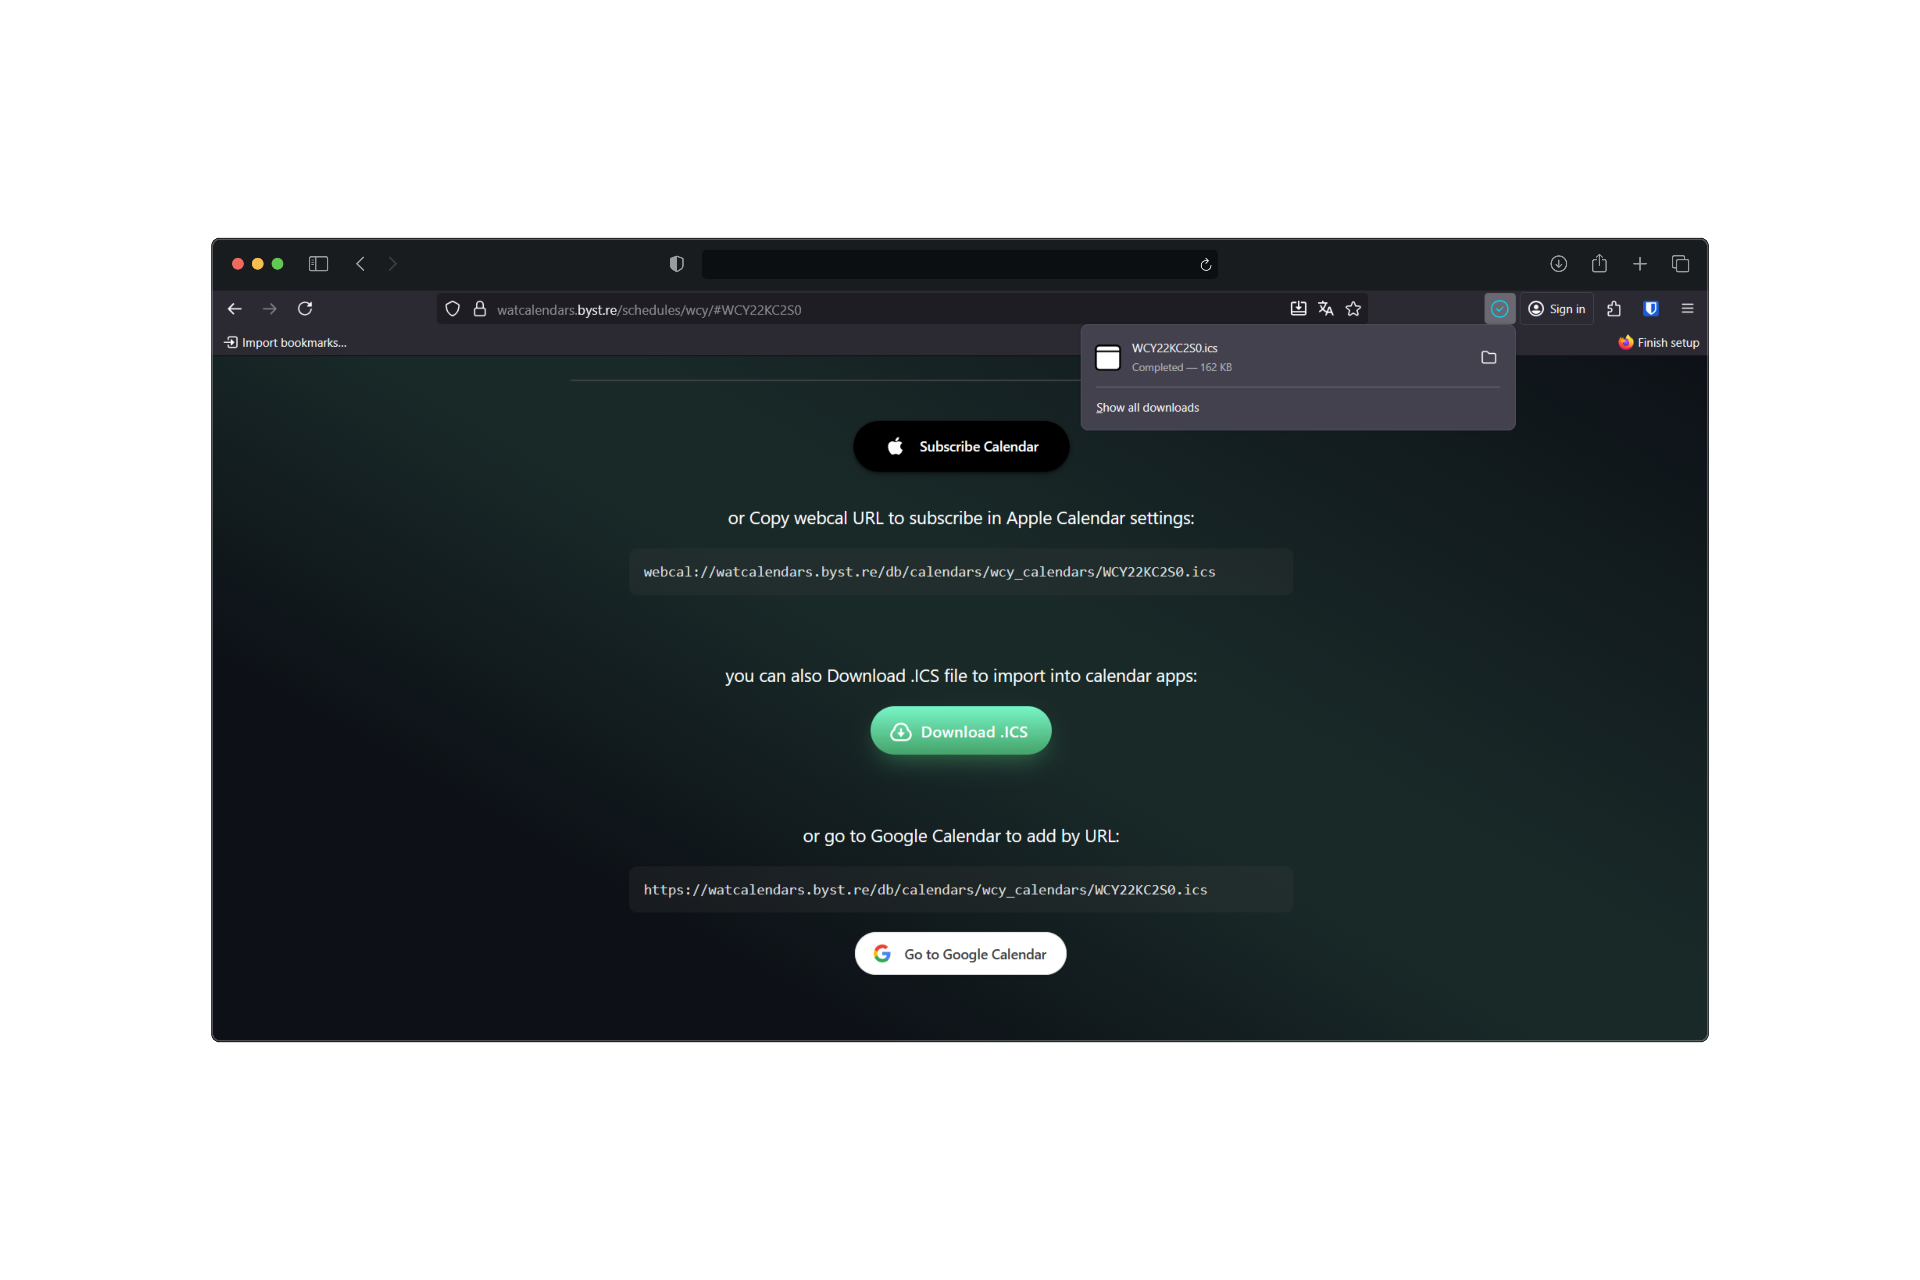 watcalendars.byst.re/schedules/wcy/#WCY22KC2S0
Sign in
Import bookmarks...
Finish setup
WCY22KC2S0.ics
Completed — 162 KB
Show all downloads
Subscribe Calendar
or Copy webcal URL to subscribe in Apple Calendar settings:
webcal://watcalendars.byst.re/db/calendars/wcy_calendars/WCY22KC2S0.ics
you can also Download .ICS file to import into calendar apps:
Download .ICS
or go to Google Calendar to add by URL:
https://watcalendars.byst.re/db/calendars/wcy_calendars/WCY22KC2S0.ics
Go to Google Calendar